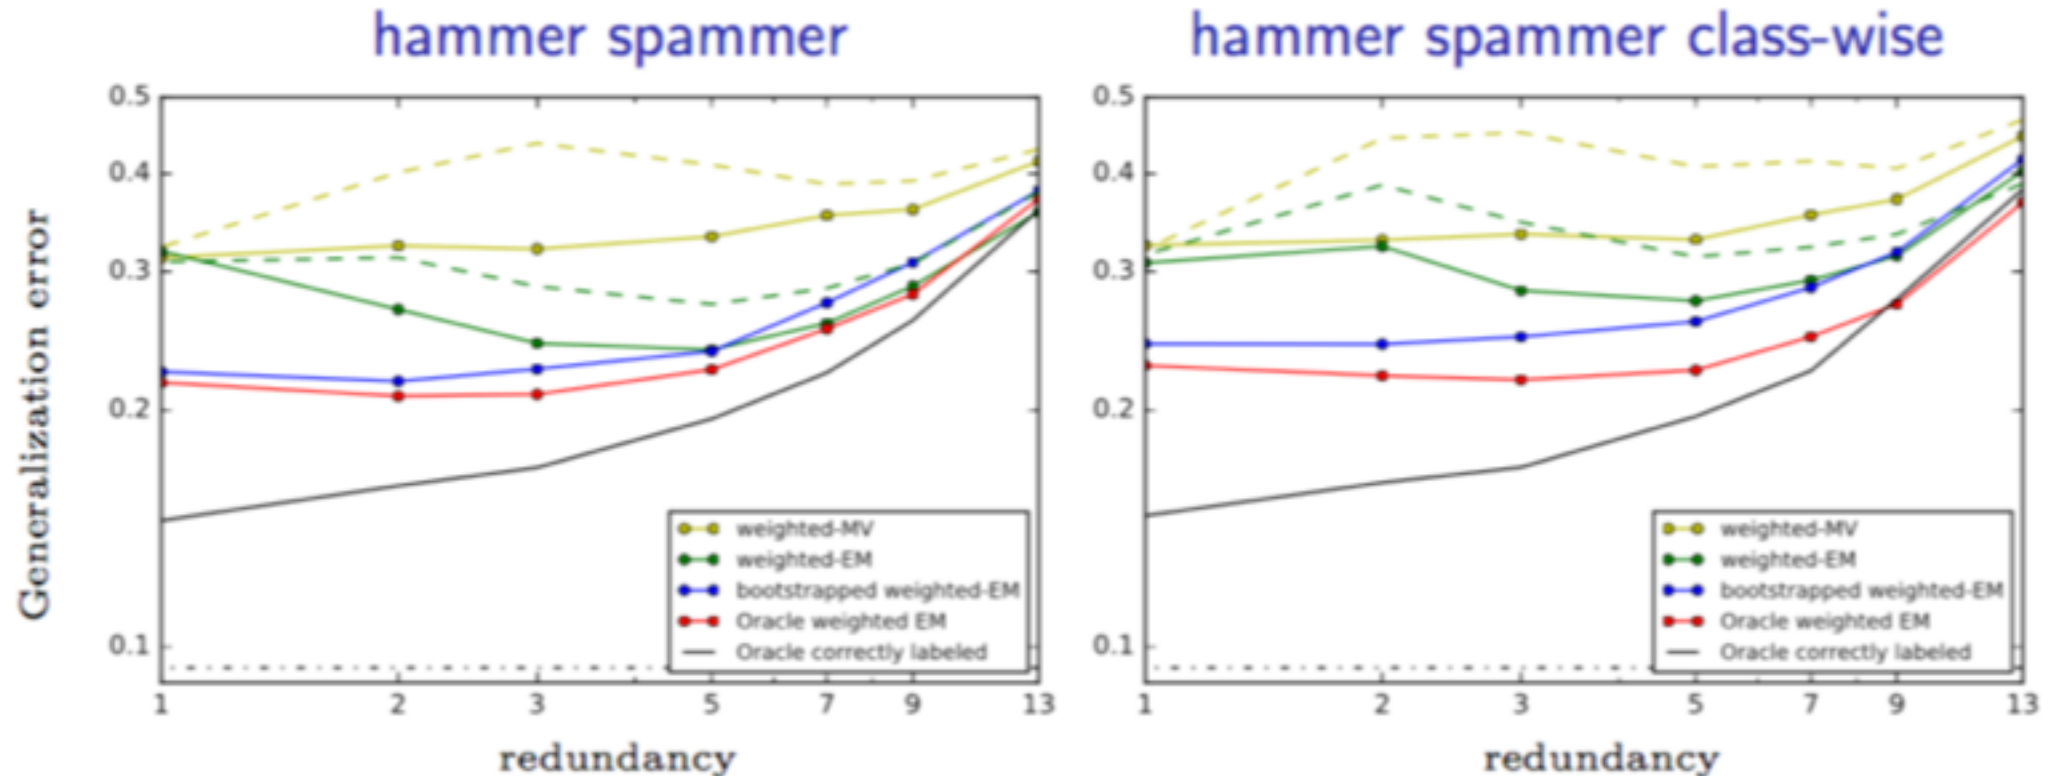 hammer spammer
hammer spammer class-wise
Generalization error
0.5
0.4
0.3
0.2
0.1
1 2 3 5 7 9 13
redundancy
weighted-MV
weighted-EM
bootstrapped weighted-EM
Oracle weighted EM
Oracle correctly labeled
0.5
0.4
0.3
0.2
0.1
1 2 3 5 7 9 13
redundancy
weighted-MV
weighted-EM
bootstrapped weighted-EM
Oracle weighted EM
Oracle correctly labeled